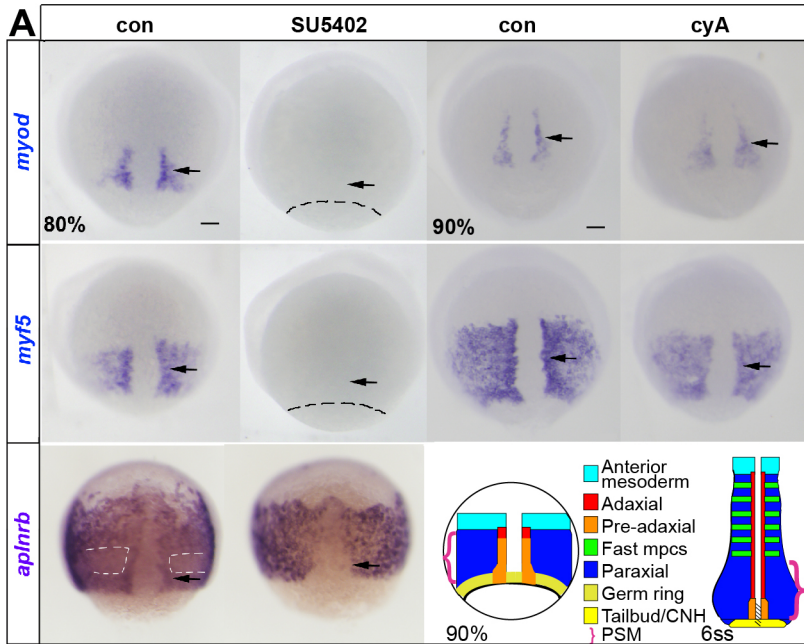 A
con SU5402 con cyA
myod
80%
90%
myf5
aplnrb
Anterior
mesoderm
Adaxial
Pre-adaxial
Fast mpcs
Paraxial
Germ ring
Tailbud/CNH
} PSM
90%
6ss